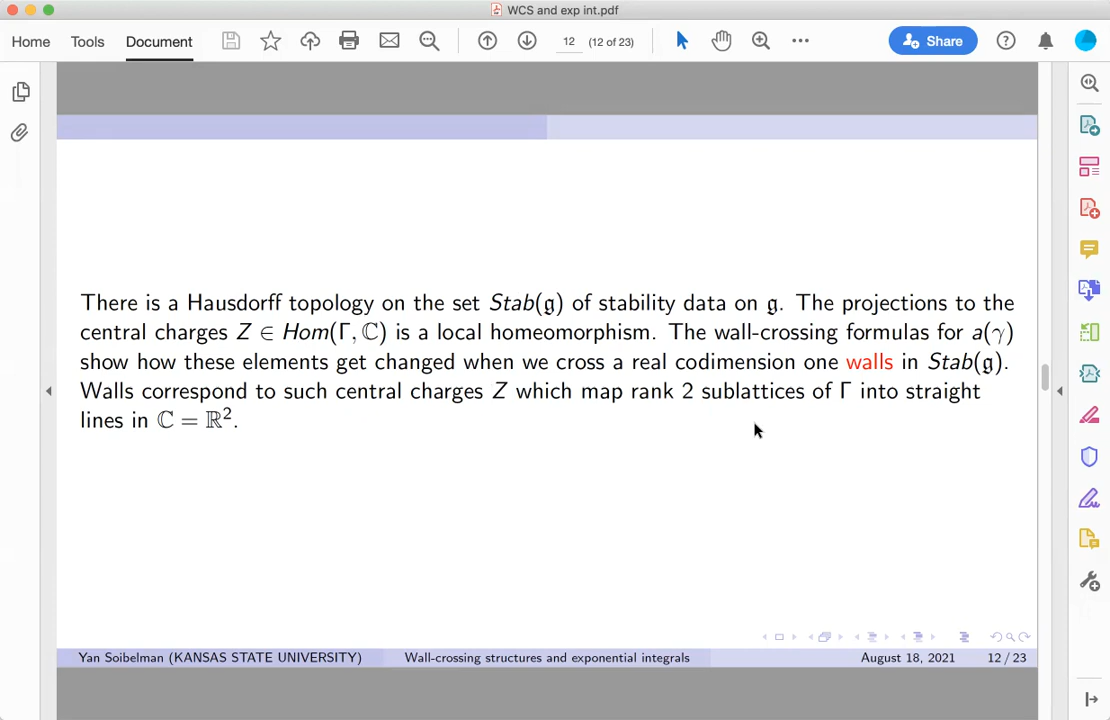 WCS and exp int.pdf
Home Tools Document 12 (12 of 23) Share
There is a Hausdorff topology on the set Stab(𝔤) of stability data on 𝔤. The projections to the
central charges Z ∈ Hom(Γ, ℂ) is a local homeomorphism. The wall-crossing formulas for a(γ)
show how these elements get changed when we cross a real codimension one walls in Stab(𝔤).
Walls correspond to such central charges Z which map rank 2 sublattices of Γ into straight
lines in ℂ = ℝ².
Yan Soibelman (KANSAS STATE UNIVERSITY) Wall-crossing structures and exponential integrals August 18, 2021 12 / 23